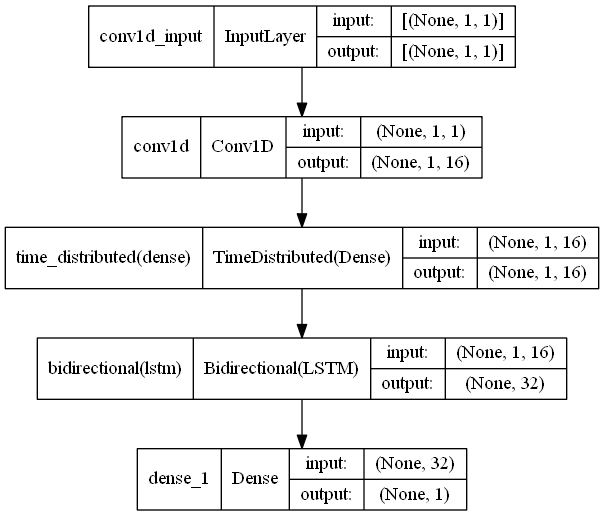 conv1d_input InputLayer input: [(None, 1, 1)]
output: [(None, 1, 1)]
conv1d Conv1D input: (None, 1, 1)
output: (None, 1, 16)
time_distributed(dense) TimeDistributed(Dense) input: (None, 1, 16)
output: (None, 1, 16)
bidirectional(lstm) Bidirectional(LSTM) input: (None, 1, 16)
output: (None, 32)
dense_1 Dense input: (None, 32)
output: (None, 1)